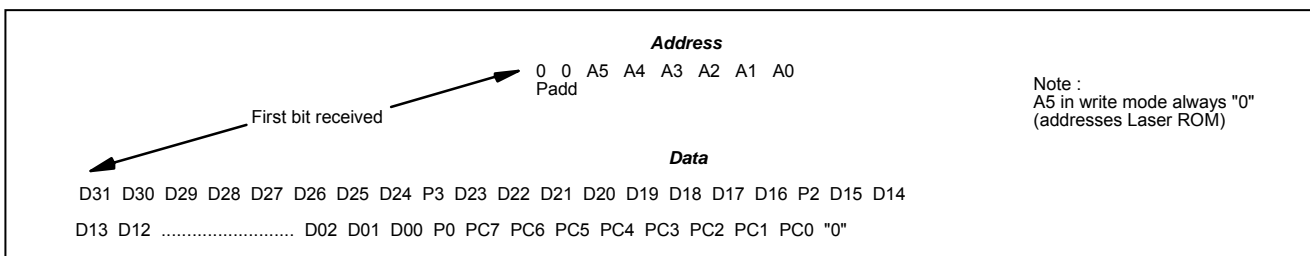 Address
0 0 A5 A4 A3 A2 A1 A0
Padd
Note :
A5 in write mode always "0"
(addresses Laser ROM)
First bit received
Data
D31 D30 D29 D28 D27 D26 D25 D24 P3 D23 D22 D21 D20 D19 D18 D17 D16 P2 D15 D14
D13 D12 .......................... D02 D01 D00 P0 PC7 PC6 PC5 PC4 PC3 PC2 PC1 PC0 "0"